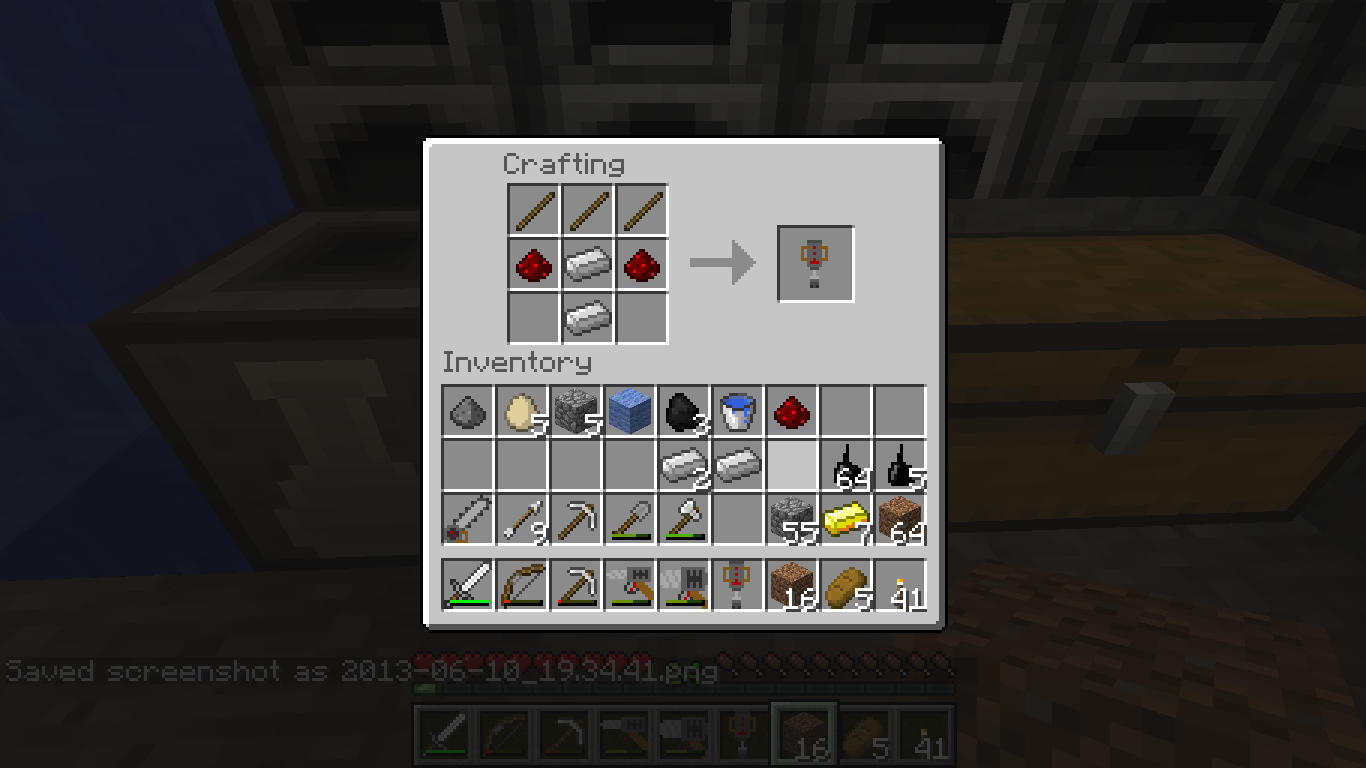 Crafting
Inventory
5 5 3
2 64 5
9 55 7 64
16 5 41
Saved screenshot as 2013-06-10_19.34.41.png
16 5 41